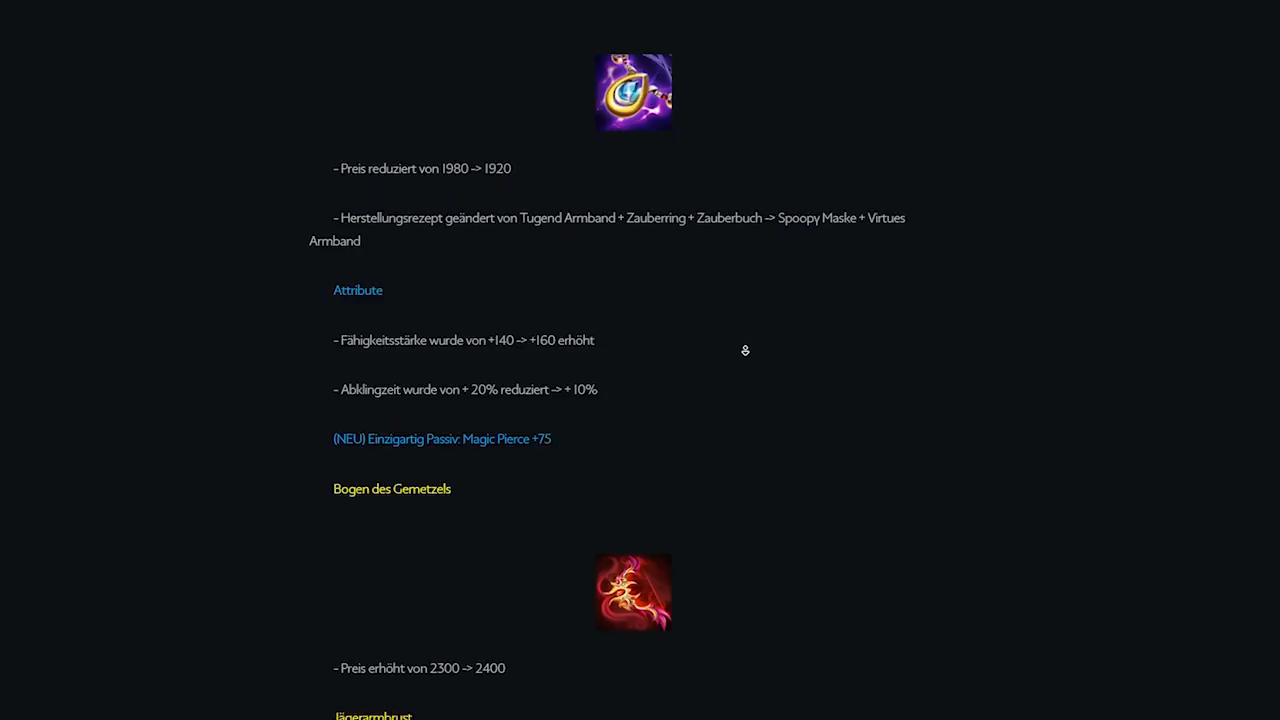 - Preis reduziert von 1980 -> 1920
- Herstellungsrezept geändert von Tugend Armband + Zauberring + Zauberbuch -> Spoopy Maske + Virtues
Armband
Attribute
- Fähigkeitsstärke wurde von +140 -> +160 erhöht
- Abklingzeit wurde von + 20% reduziert -> + 10%
(NEU) Einzigartig Passiv: Magic Pierce +75
Bogen des Gemetzels
- Preis erhöht von 2300 -> 2400
Jägerarmbrust